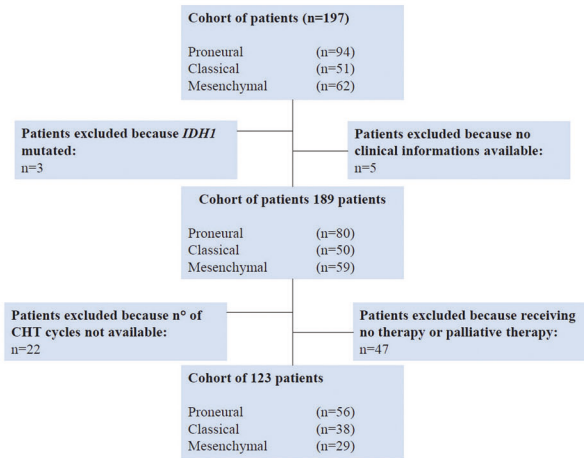 Cohort of patients (n=197)
Proneural (n=94)
Classical (n=51)
Mesenchymal (n=62)
Patients excluded because IDH1
mutated:
n=3
Patients excluded because no
clinical informations available:
n=5
Cohort of patients 189 patients
Proneural (n=80)
Classical (n=50)
Mesenchymal (n=59)
Patients excluded because n° of
CHT cycles not available:
n=22
Patients excluded because receiving
no therapy or palliative therapy:
n=47
Cohort of 123 patients
Proneural (n=56)
Classical (n=38)
Mesenchymal (n=29)